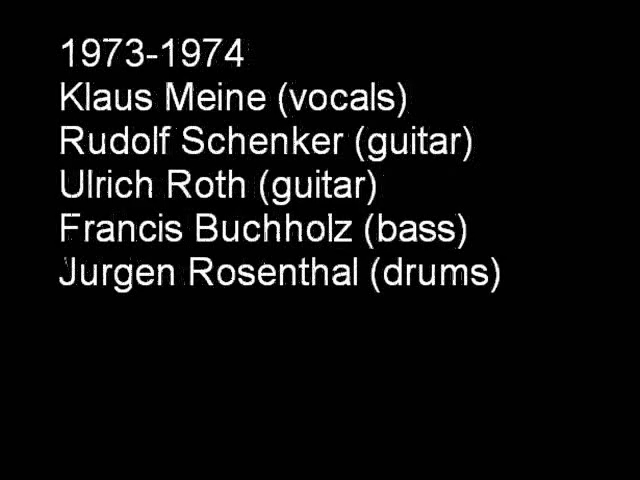 1973-1974
Klaus Meine (vocals)
Rudolf Schenker (guitar)
Ulrich Roth (guitar)
Francis Buchholz (bass)
Jurgen Rosenthal (drums)